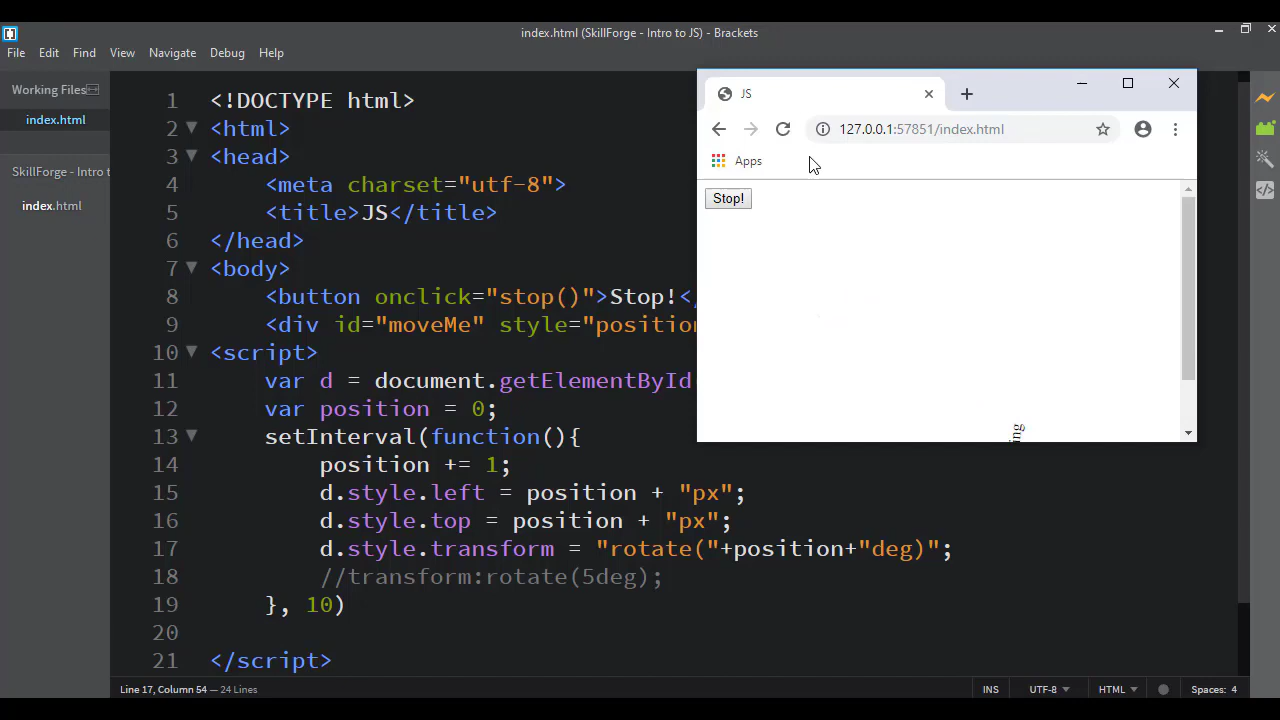 index.html (SkillForge - Intro to JS) - Brackets
File Edit Find View Navigate Debug Help
Working Files
index.html
SkillForge - Intro t
index.html
1 <!DOCTYPE html>
2 <html>
3 <head>
4 <meta charset="utf-8">
5 <title>JS</title>
6 </head>
7 <body>
8 <button onclick="stop()">Stop!</
9 <div id="moveMe" style="position
10 <script>
11 var d = document.getElementById
12 var position = 0;
13 setInterval(function(){
14 position += 1;
15 d.style.left = position + "px";
16 d.style.top = position + "px";
17 d.style.transform = "rotate("+position+"deg)";
18 //transform:rotate(5deg);
19 }, 10)
20
21 </script>
JS
127.0.0.1:57851/index.html
Apps
Stop!
ing
Line 17, Column 54 — 24 Lines
INS UTF-8 HTML Spaces: 4